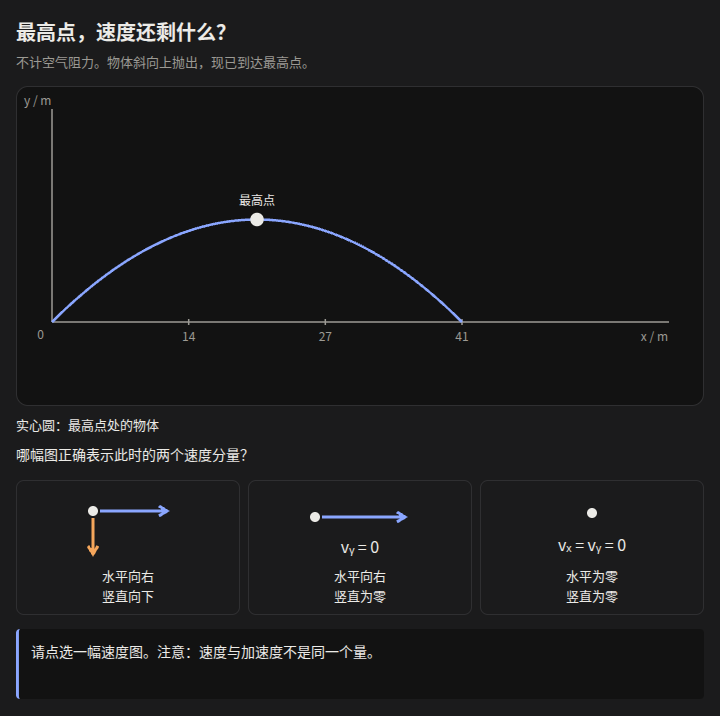 最高点，速度还剩什么？
不计空气阻力。物体斜向上抛出，现已到达最高点。
y / m
最高点
0
14
27
41
x / m
实心圆：最高点处的物体
哪幅图正确表示此时的两个速度分量？
水平向右
竖直向下
vᵧ = 0
水平向右
竖直为零
vₓ = vᵧ = 0
水平为零
竖直为零
请点选一幅速度图。注意：速度与加速度不是同一个量。